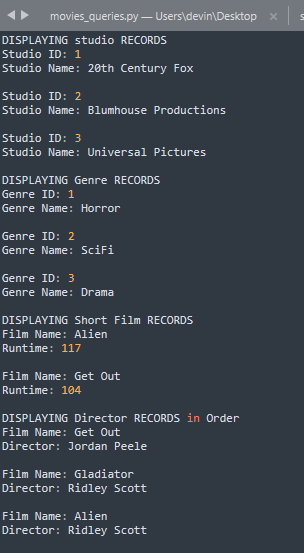 movies_queries.py — Users\devin\Desktop
DISPLAYING studio RECORDS
Studio ID: 1
Studio Name: 20th Century Fox
Studio ID: 2
Studio Name: Blumhouse Productions
Studio ID: 3
Studio Name: Universal Pictures
DISPLAYING Genre RECORDS
Genre ID: 1
Genre Name: Horror
Genre ID: 2
Genre Name: SciFi
Genre ID: 3
Genre Name: Drama
DISPLAYING Short Film RECORDS
Film Name: Alien
Runtime: 117
Film Name: Get Out
Runtime: 104
DISPLAYING Director RECORDS in Order
Film Name: Get Out
Director: Jordan Peele
Film Name: Gladiator
Director: Ridley Scott
Film Name: Alien
Director: Ridley Scott